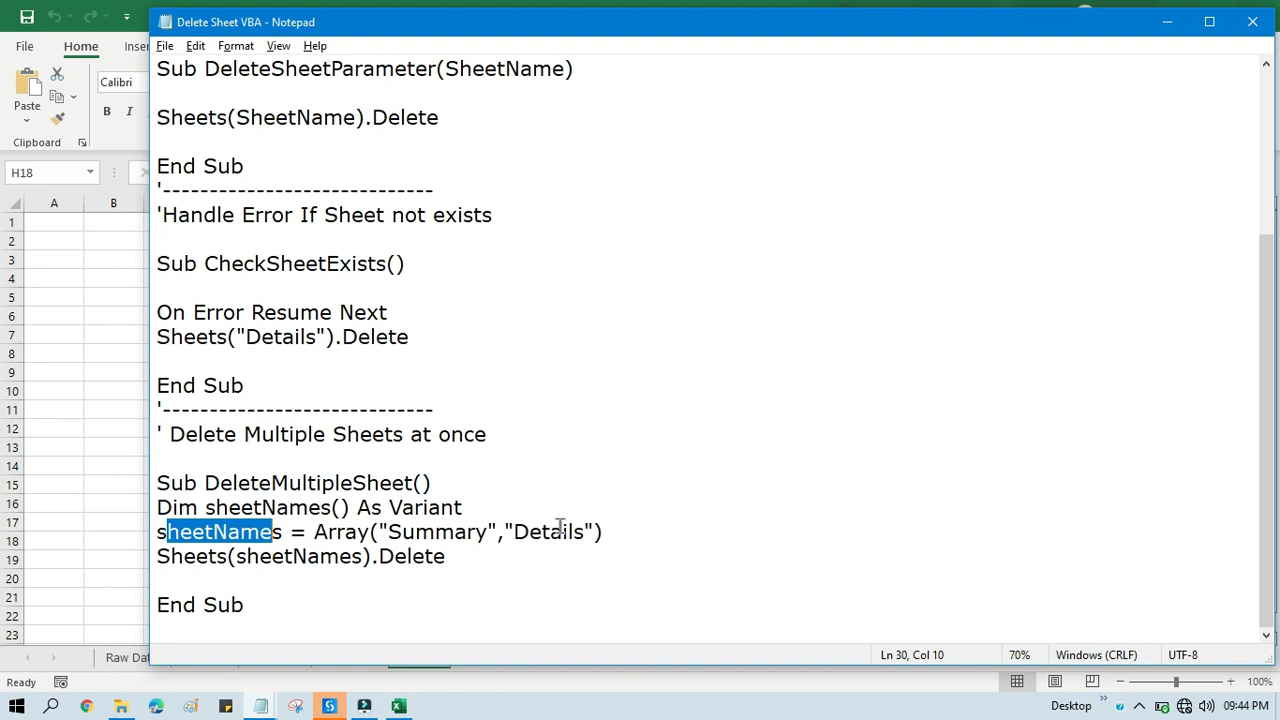 Delete Sheet VBA - Notepad
File Edit Format View Help
File Home Inser
Paste
Calibri
B I
Clipboard
H18
A B
1
2
3
4
5
6
7
8
9
10
11
12
13
14
15
16
17
18
19
20
21
22
23
Sub DeleteSheetParameter(SheetName)
Sheets(SheetName).Delete
End Sub
'-----------------------------
'Handle Error If Sheet not exists
Sub CheckSheetExists()
On Error Resume Next
Sheets("Details").Delete
End Sub
'-----------------------------
' Delete Multiple Sheets at once
Sub DeleteMultipleSheet()
Dim sheetNames() As Variant
sheetNames = Array("Summary","Details")
Sheets(sheetNames).Delete
End Sub
Ln 30, Col 10 70% Windows (CRLF) UTF-8
Raw Dat
Ready 100%
Desktop 09:44 PM